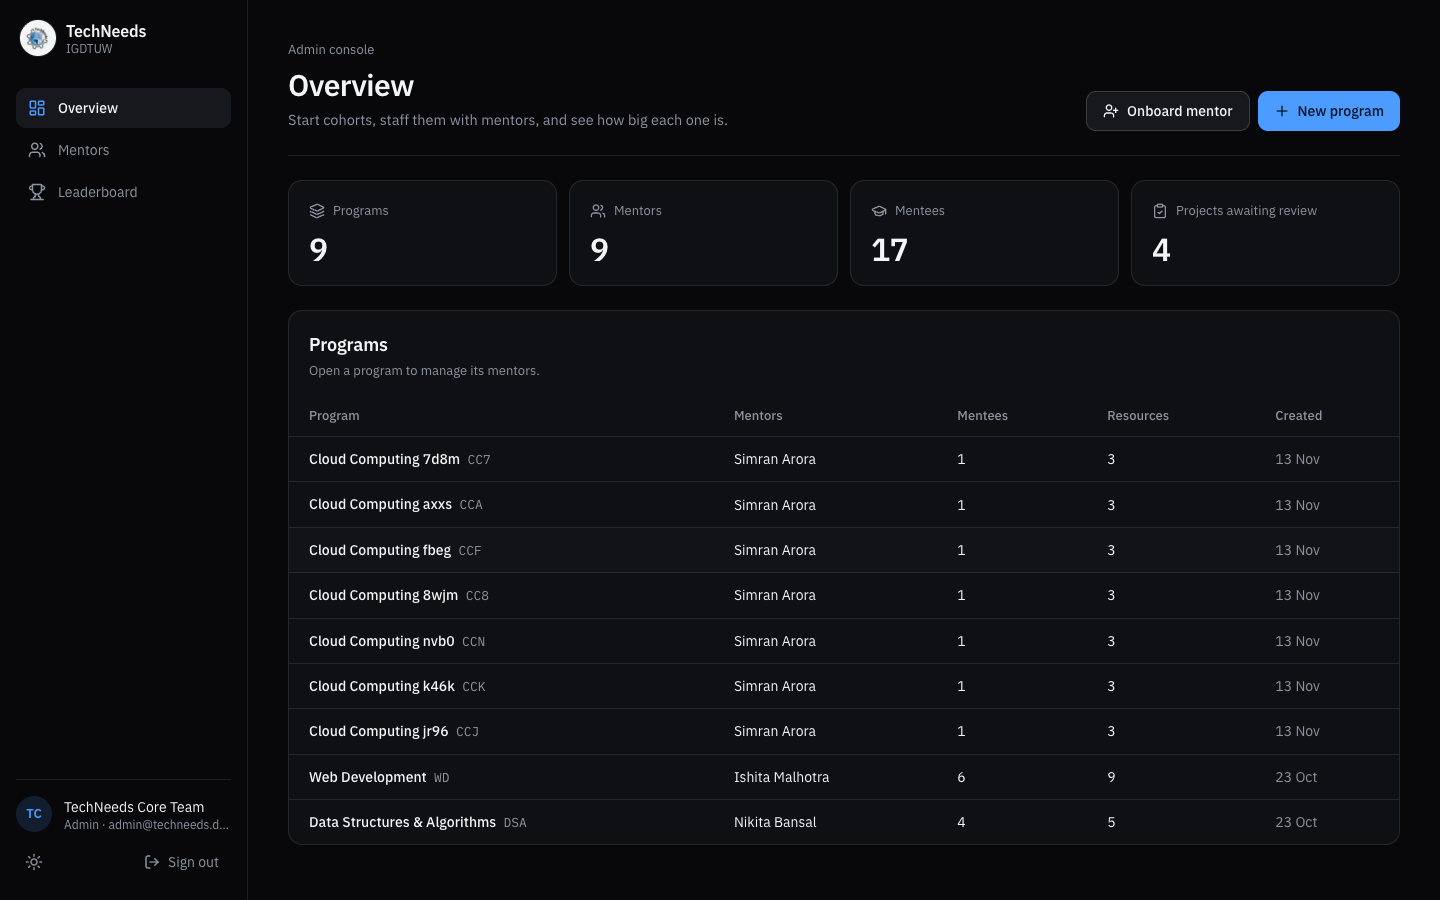 TechNeeds
IGDTUW
Overview
Mentors
Leaderboard
TC
TechNeeds Core Team
Admin · admin@techneeds.d...
Sign out
Admin console
Overview
Start cohorts, staff them with mentors, and see how big each one is.
Onboard mentor
New program
Programs
9
Mentors
9
Mentees
17
Projects awaiting review
4
Programs
Open a program to manage its mentors.
Program Mentors Mentees Resources Created
Cloud Computing 7d8m CC7 Simran Arora 1 3 13 Nov
Cloud Computing axxs CCA Simran Arora 1 3 13 Nov
Cloud Computing fbeg CCF Simran Arora 1 3 13 Nov
Cloud Computing 8wjm CC8 Simran Arora 1 3 13 Nov
Cloud Computing nvb0 CCN Simran Arora 1 3 13 Nov
Cloud Computing k46k CCK Simran Arora 1 3 13 Nov
Cloud Computing jr96 CCJ Simran Arora 1 3 13 Nov
Web Development WD Ishita Malhotra 6 9 23 Oct
Data Structures & Algorithms DSA Nikita Bansal 4 5 23 Oct